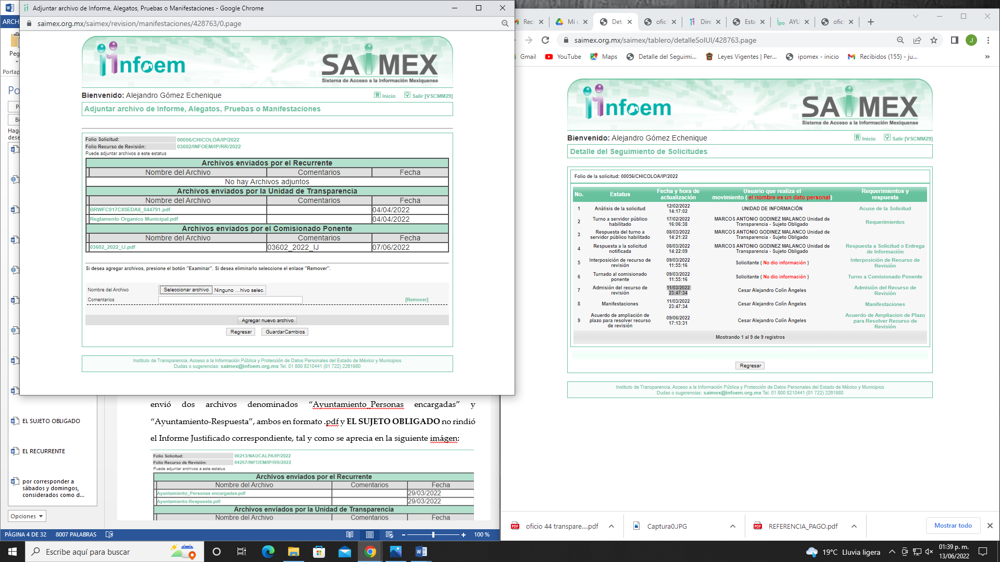 Adjuntar archivo de Informe, Alegatos, Pruebas o Manifestaciones - Google Chrome
saimex.org.mx/saimex/revision/manifestaciones/428763/0.page
infoem
SAIMEX
Sistema de Acceso a la Información Mexiquense
Bienvenido: Alejandro Gómez Echenique
Inicio Salir [VSCMM29]
Adjuntar archivo de Informe, Alegatos, Pruebas o Manifestaciones
Folio Solicitud: 00056/CHICOLOA/IP/2022
Folio Recurso de Revisión: 03602/INFOEM/IP/RR/2022
Puede adjuntar archivos a este estatus
Archivos enviados por el Recurrente
Nombre del Archivo Comentarios Fecha
No hay Archivos adjuntos
Archivos enviados por la Unidad de Transparencia
Nombre del Archivo Comentarios Fecha
BRWFC017C85EDA8_044791.pdf 04/04/2022
Reglamento Organico Municipal.pdf 04/04/2022
Archivos enviados por el Comisionado Ponente
Nombre del Archivo Comentarios Fecha
03602_2022_IJ.pdf 03602_2022_IJ 07/06/2022
Si desea agregar archivos, presione el botón "Examinar". Si desea eliminarlo seleccione el enlace "Remover".
Nombre del Archivo Seleccionar archivo Ninguno ...hivo selec.
Comentarios [Remover]
Agregar nuevo archivo
Regresar GuardarCambios
Instituto de Transparencia, Acceso a la Información Pública y Protección de Datos Personales del Estado de México y Municipios
Dudas o sugerencias: saimex@infoem.org.mx Tel. 01 800 8210441 (01 722) 2261980
ARCH
Peg
Portap
Po
Haga
dese
EL SUJETO OBLIGADO
EL RECURRENTE
por corresponder a
sábados y domingos,
considerados como d...
Opciones
envió dos archivos denominados “Ayuntamiento_Personas encargadas” y
“Ayuntamiento-Respuesta”, ambos en formato .pdf y EL SUJETO OBLIGADO no rindió
el Informe Justificado correspondiente, tal y como se aprecia en la siguiente imágen:
Folio Solicitud: 00213/NAUCALPA/IP/2022
Folio Recurso de Revisión: 04257/INFOEM/IP/RR/2022
Puede adjuntar archivos a este estatus
Archivos enviados por el Recurrente
Nombre del Archivo Comentarios Fecha
Ayuntamiento_Personas encargadas.pdf 29/03/2022
Ayuntamiento-Respuesta.pdf 29/03/2022
Archivos enviados por la Unidad de Transparencia
Nombre del Archivo Comentarios Fecha
PÁGINA 4 DE 32 8007 PALABRAS 100 %
Reci Mi u Deta ofici Dire Esta AYU ofici
saimex.org.mx/saimex/tablero/detalleSolUI/428763.page
J
Gmail YouTube Maps Detalle del Seguimi... Leyes Vigentes | Per... ipomex - inicio Recibidos (155) - ju... »
infoem
SAIMEX
Sistema de Acceso a la Información Mexiquense
Bienvenido: Alejandro Gómez Echenique
Inicio Salir [VSCMM29]
Detalle del Seguimiento de Solicitudes
Folio de la solicitud: 00056/CHICOLOA/IP/2022
No. Estatus Fecha y hora de actualización Usuario que realiza el movimiento ( el nombre es un dato personal) Requerimientos y respuesta
1 Análisis de la solicitud 12/02/2022 14:17:02 UNIDAD DE INFORMACIÓN Acuse de la Solicitud
2 Turno a servidor público habilitado 17/02/2022 16:06:38 MARCOS ANTONIO GODINEZ MALANCO Unidad de Transparencia - Sujeto Obligado Requerimientos
3 Respuesta del turno a servidor público habilitado 08/03/2022 14:21:22 MARCOS ANTONIO GODINEZ MALANCO Unidad de Transparencia - Sujeto Obligado
4 Respuesta a la solicitud notificada 08/03/2022 14:22:09 MARCOS ANTONIO GODINEZ MALANCO Unidad de Transparencia - Sujeto Obligado Respuesta a Solicitud o Entrega de Información
5 Interposición de recurso de revisión 09/03/2022 11:55:16 Solicitante ( No dio información ) Interposición de Recurso de Revisión
6 Turnado al comisionado ponente 09/03/2022 11:55:16 Solicitante ( No dio información ) Turno a Comisionado Ponente
7 Admisión del recurso de revisión 11/03/2022 23:47:34 Cesar Alejandro Colín Ángeles Admisión del Recurso de Revisión
8 Manifestaciones 11/03/2022 23:47:34 Cesar Alejandro Colín Ángeles Manifestaciones
9 Acuerdo de ampliación de plazo para resolver recurso de revisión 09/06/2022 17:13:31 Cesar Alejandro Colín Ángeles Acuerdo de Ampliacion de Plazo para Resolver Recurso de Revisión
Mostrando 1 al 9 de 9 registros
Regresar
Instituto de Transparencia, Acceso a la Información Pública y Protección de Datos Personales del Estado de México y Municipios
Dudas o sugerencias: saimex@infoem.org.mx Tel. 01 800 8210441 (01 722) 2261980
oficio 44 transpare....pdf Captura0.JPG REFERENCIA_PAGO.pdf Mostrar todo
Escribe aquí para buscar
19°C Lluvia ligera
01:39 p. m.
13/06/2022